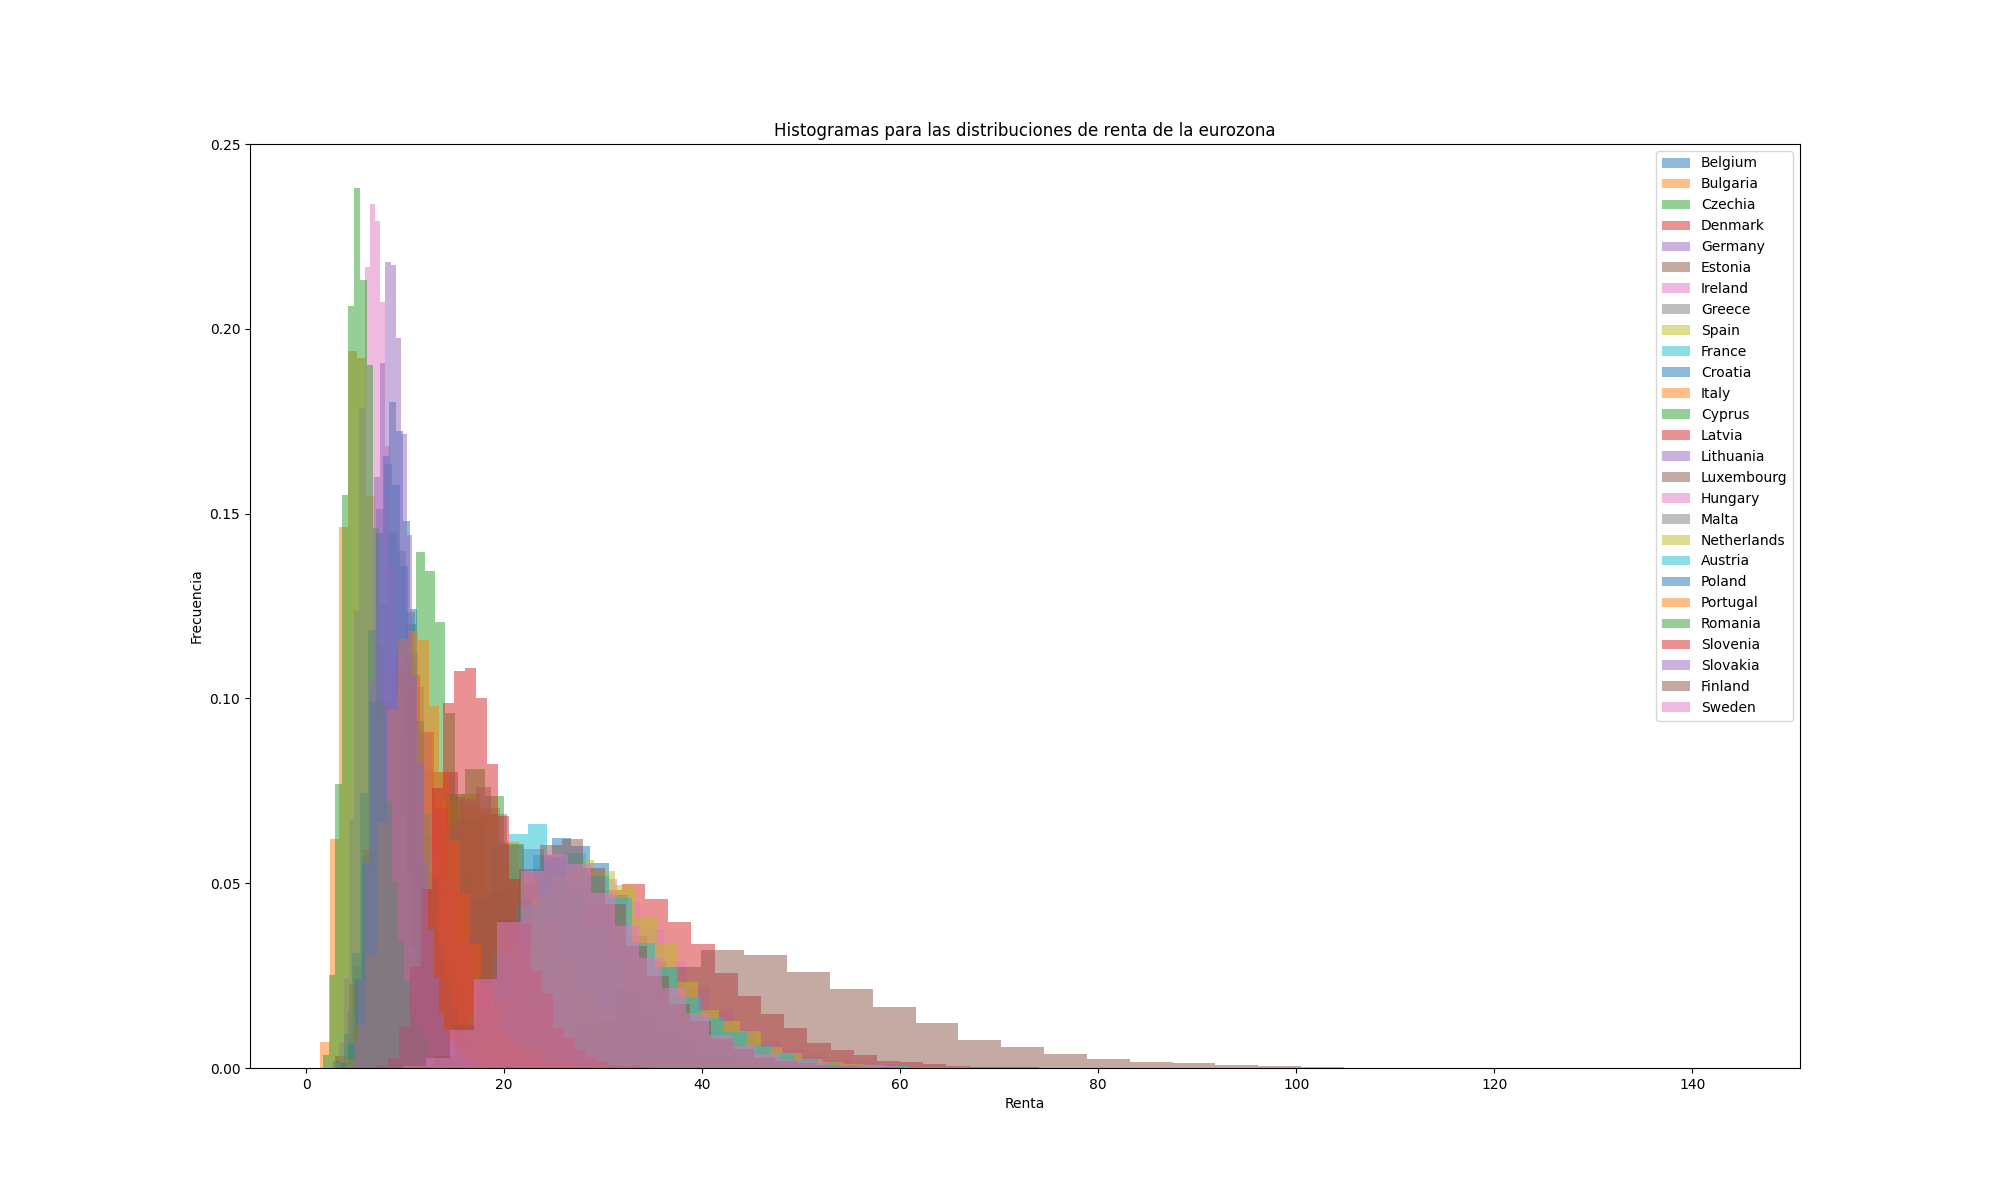 Histogramas para las distribuciones de renta de la eurozona
0.25
0.20
0.15
0.10
0.05
0.00
Frecuencia
0 20 40 60 80 100 120 140
Renta
Belgium
Bulgaria
Czechia
Denmark
Germany
Estonia
Ireland
Greece
Spain
France
Croatia
Italy
Cyprus
Latvia
Lithuania
Luxembourg
Hungary
Malta
Netherlands
Austria
Poland
Portugal
Romania
Slovenia
Slovakia
Finland
Sweden